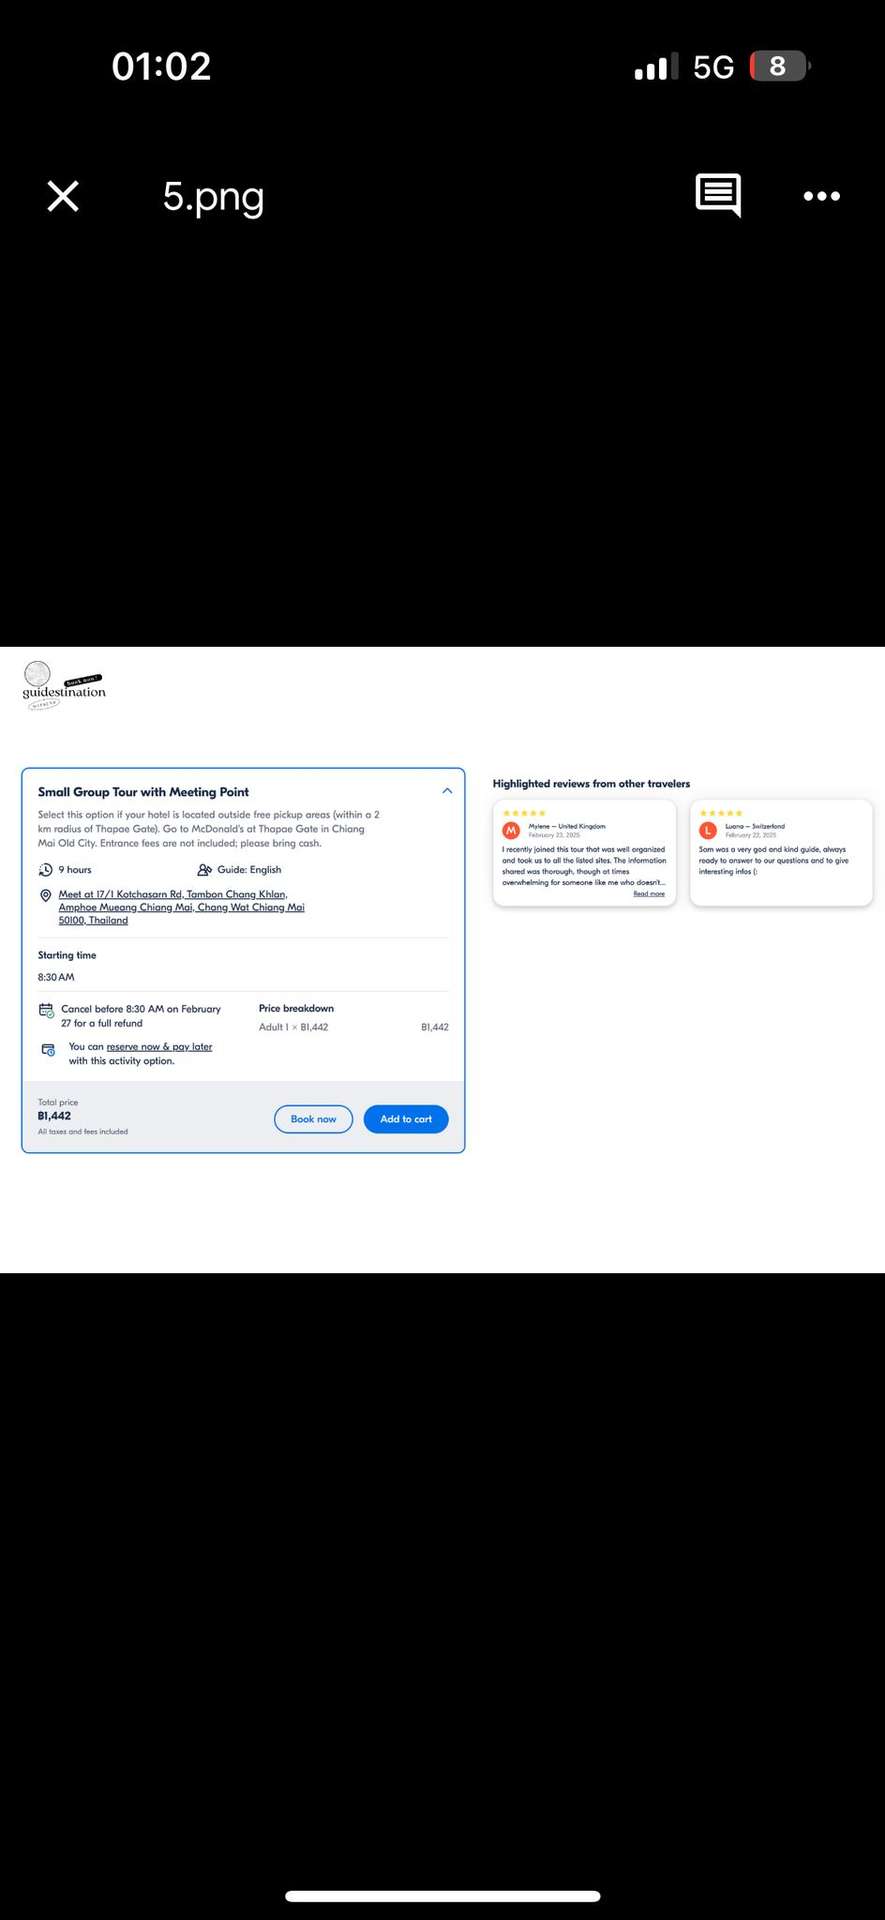 01:02
5G
8
5.png
book now!
guidestination
Small Group Tour with Meeting Point
Select this option if your hotel is located outside free pickup areas (within a 2
km radius of Thapae Gate). Go to McDonald's at Thapae Gate in Chiang
Mai Old City. Entrance fees are not included; please bring cash.
9 hours
Guide: English
Meet at 17/1 Kotchasarn Rd, Tambon Chang Khlan,
Amphoe Mueang Chiang Mai, Chang Wat Chiang Mai
50100, Thailand
Starting time
8:30 AM
Cancel before 8:30 AM on February
27 for a full refund
You can reserve now & pay later
with this activity option.
Price breakdown
Adult 1 × ฿1,442
฿1,442
Total price
฿1,442
All taxes and fees included
Book now
Add to cart
Highlighted reviews from other travelers
M
Mylene – United Kingdom
February 23, 2025
I recently joined this tour that was well organized
and took us to all the listed sites. The information
shared was thorough, though at times
overwhelming for someone like me who doesn't...
Read more
L
Luana – Switzerland
February 22, 2025
Sam was a very god and kind guide, always
ready to answer to our questions and to give
interesting infos (: